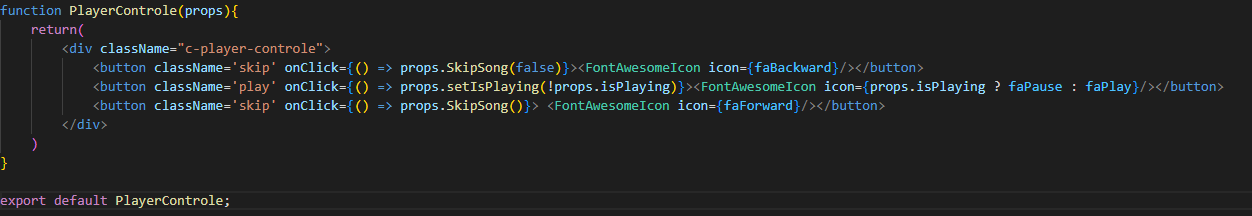 function PlayerControle(props){
    return(
        <div className="c-player-controle">
            <button className='skip' onClick={() => props.SkipSong(false)}><FontAwesomeIcon icon={faBackward}/></button>
            <button className='play' onClick={() => props.setIsPlaying(!props.isPlaying)}><FontAwesomeIcon icon={props.isPlaying ? faPause : faPlay}/></button>
            <button className='skip' onClick={() => props.SkipSong()}> <FontAwesomeIcon icon={faForward}/></button>
        </div>
    )
}
export default PlayerControle;